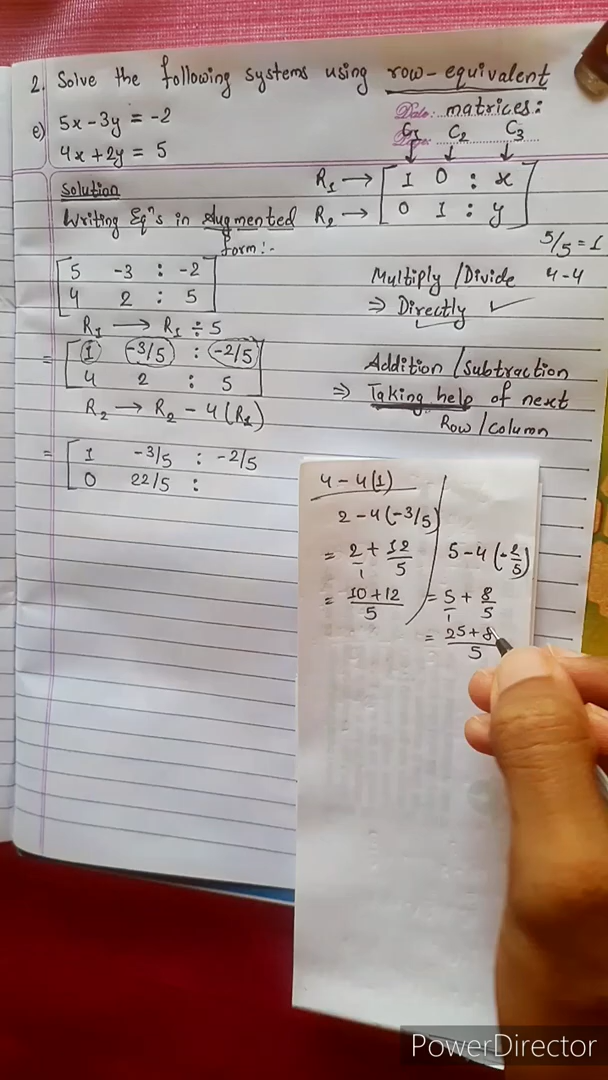 2. Solve the following systems using row-equivalent
Date: matrices:
e) 5x-3y = -2
4x+2y = 5
C1 C2 C3
Solution
R1 → [ 1 0 : x ]
R2 → [ 0 1 : y ]
Writing Eqⁿs in Augmented
form:-
[ 5 -3 : -2 ]
[ 4 2 : 5 ]
R1 → R1 ÷ 5
= [ 1 -3/5 : -2/5 ]
[ 4 2 : 5 ]
R2 → R2 - 4(R1)
= [ 1 -3/5 : -2/5
[ 0 22/5 :
5/5 = 1
4-4
Multiply / Divide
⇒ Directly ✓
Addition / Subtraction
⇒ Taking help of next
Row / column
4 - 4(1)
2 - 4(-3/5)
= 2/1 + 12/5
= 10+12/5
5 - 4(-2/5)
= 5/1 + 8/5
= 25+8/5
PowerDirector